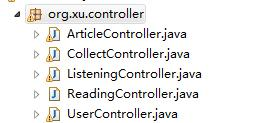 org.xu.controller
ArticleController.java
CollectController.java
ListeningController.java
ReadingController.java
UserController.java